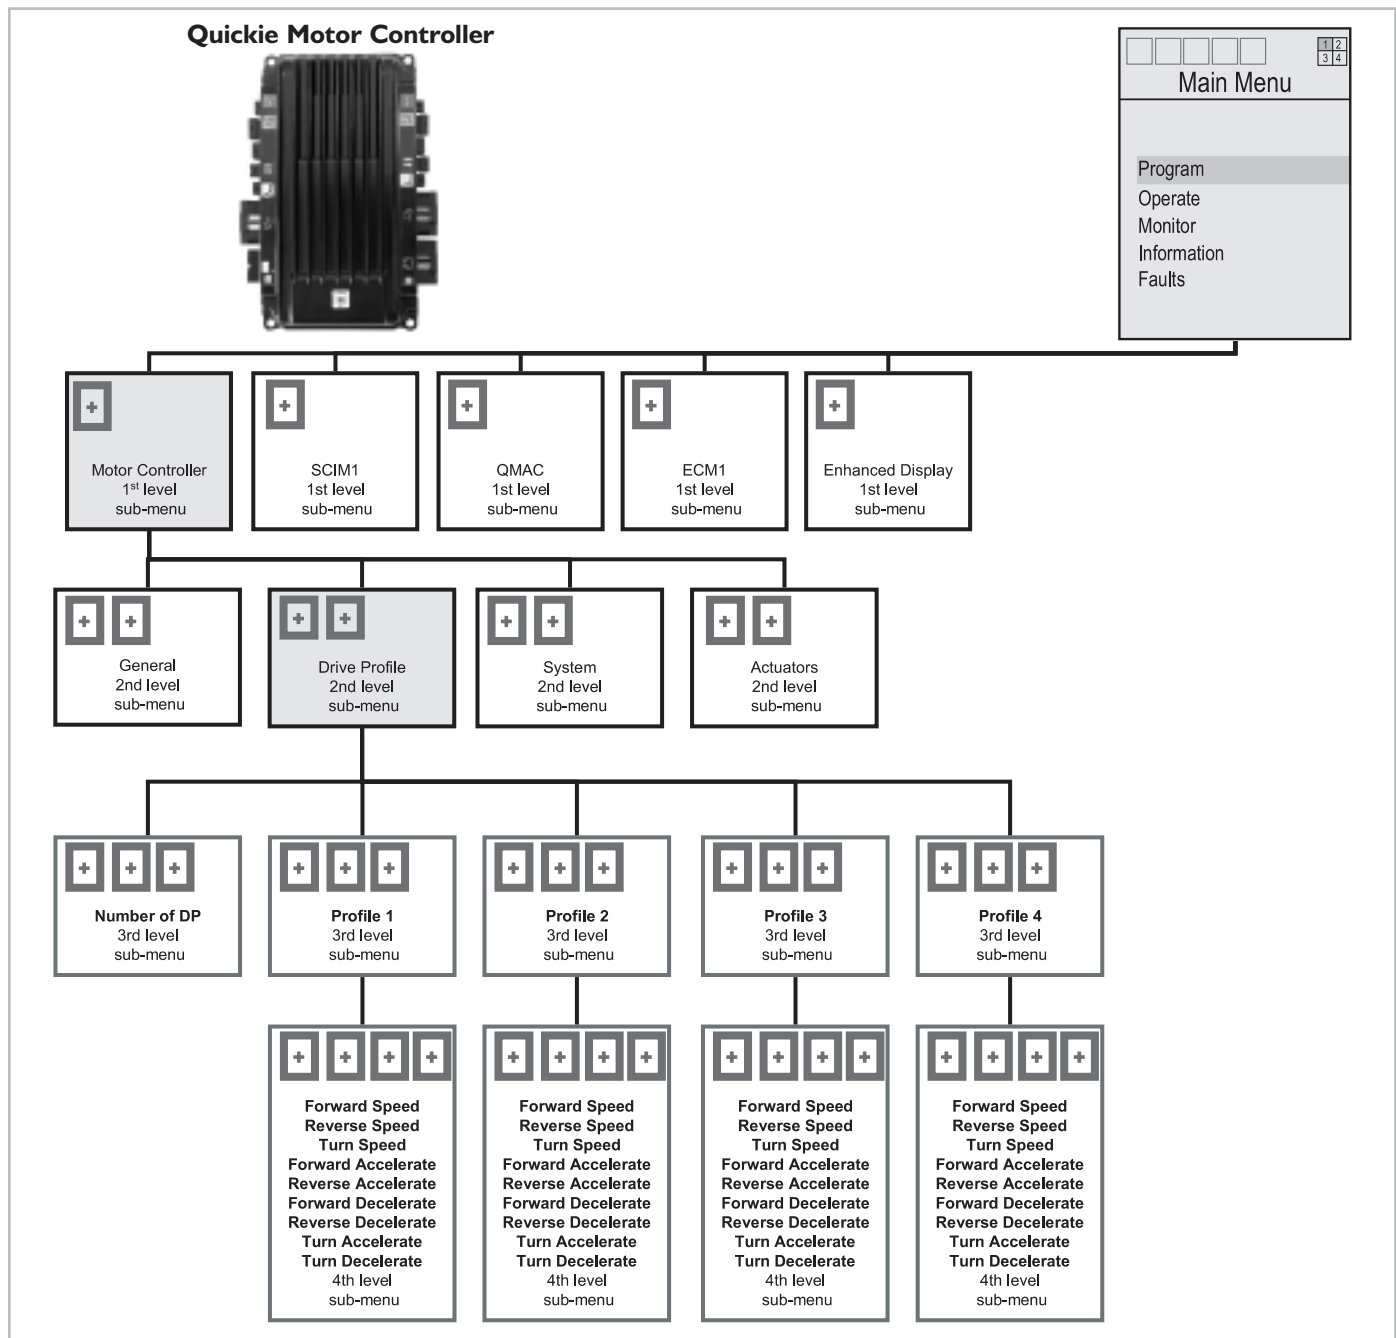 Quickie Motor Controller
1 2
3 4
Main Menu
Program
Operate
Monitor
Information
Faults
Motor Controller
1st level
sub-menu
SCIM1
1st level
sub-menu
QMAC
1st level
sub-menu
ECM1
1st level
sub-menu
Enhanced Display
1st level
sub-menu
General
2nd level
sub-menu
Drive Profile
2nd level
sub-menu
System
2nd level
sub-menu
Actuators
2nd level
sub-menu
Number of DP
3rd level
sub-menu
Profile 1
3rd level
sub-menu
Profile 2
3rd level
sub-menu
Profile 3
3rd level
sub-menu
Profile 4
3rd level
sub-menu
Forward Speed
Reverse Speed
Turn Speed
Forward Accelerate
Reverse Accelerate
Forward Decelerate
Reverse Decelerate
Turn Accelerate
Turn Decelerate
4th level
sub-menu
Forward Speed
Reverse Speed
Turn Speed
Forward Accelerate
Reverse Accelerate
Forward Decelerate
Reverse Decelerate
Turn Accelerate
Turn Decelerate
4th level
sub-menu
Forward Speed
Reverse Speed
Turn Speed
Forward Accelerate
Reverse Accelerate
Forward Decelerate
Reverse Decelerate
Turn Accelerate
Turn Decelerate
4th level
sub-menu
Forward Speed
Reverse Speed
Turn Speed
Forward Accelerate
Reverse Accelerate
Forward Decelerate
Reverse Decelerate
Turn Accelerate
Turn Decelerate
4th level
sub-menu